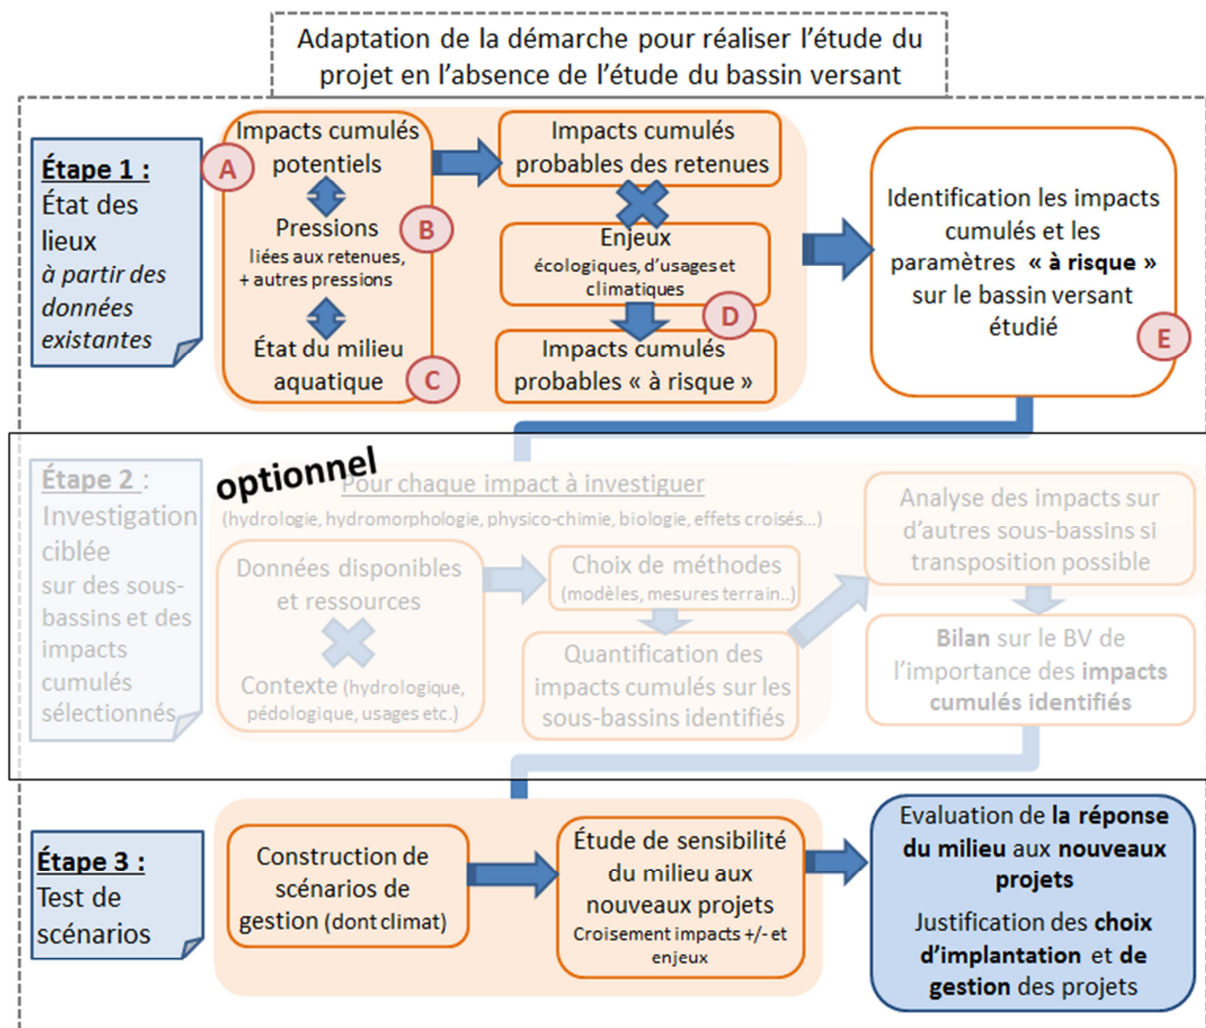 Adaptation de la démarche pour réaliser l'étude du
projet en l'absence de l'étude du bassin versant
Étape 1 :
État des
lieux
à partir des
données
existantes
A
Impacts cumulés
potentiels
B
Pressions
liées aux retenues,
+ autres pressions
C
État du milieu
aquatique
Impacts cumulés
probables des retenues
Enjeux
écologiques, d'usages et
climatiques
D
Impacts cumulés
probables « à risque »
Identification les impacts
cumulés et les
paramètres « à risque »
sur le bassin versant
étudié
E
Étape 2 :
Investigation
ciblée
sur des sous-
bassins et des
impacts
cumulés
sélectionnés
optionnel
Pour chaque impact à investiguer
(hydrologie, hydromorphologie, physico-chimie, biologie, effets croisés...)
Données disponibles
et ressources
Contexte (hydrologique,
pédologique, usages etc.)
Choix de méthodes
(modèles, mesures terrain..)
Quantification des
impacts cumulés sur les
sous-bassins identifiés
Analyse des impacts sur
d'autres sous-bassins si
transposition possible
Bilan sur le BV de
l'importance des impacts
cumulés identifiés
Étape 3 :
Test de
scénarios
Construction de
scénarios de
gestion (dont climat)
Étude de sensibilité
du milieu aux
nouveaux projets
Croisement impacts +/- et
enjeux
Evaluation de la réponse
du milieu aux nouveaux
projets
Justification des choix
d'implantation et de
gestion des projets